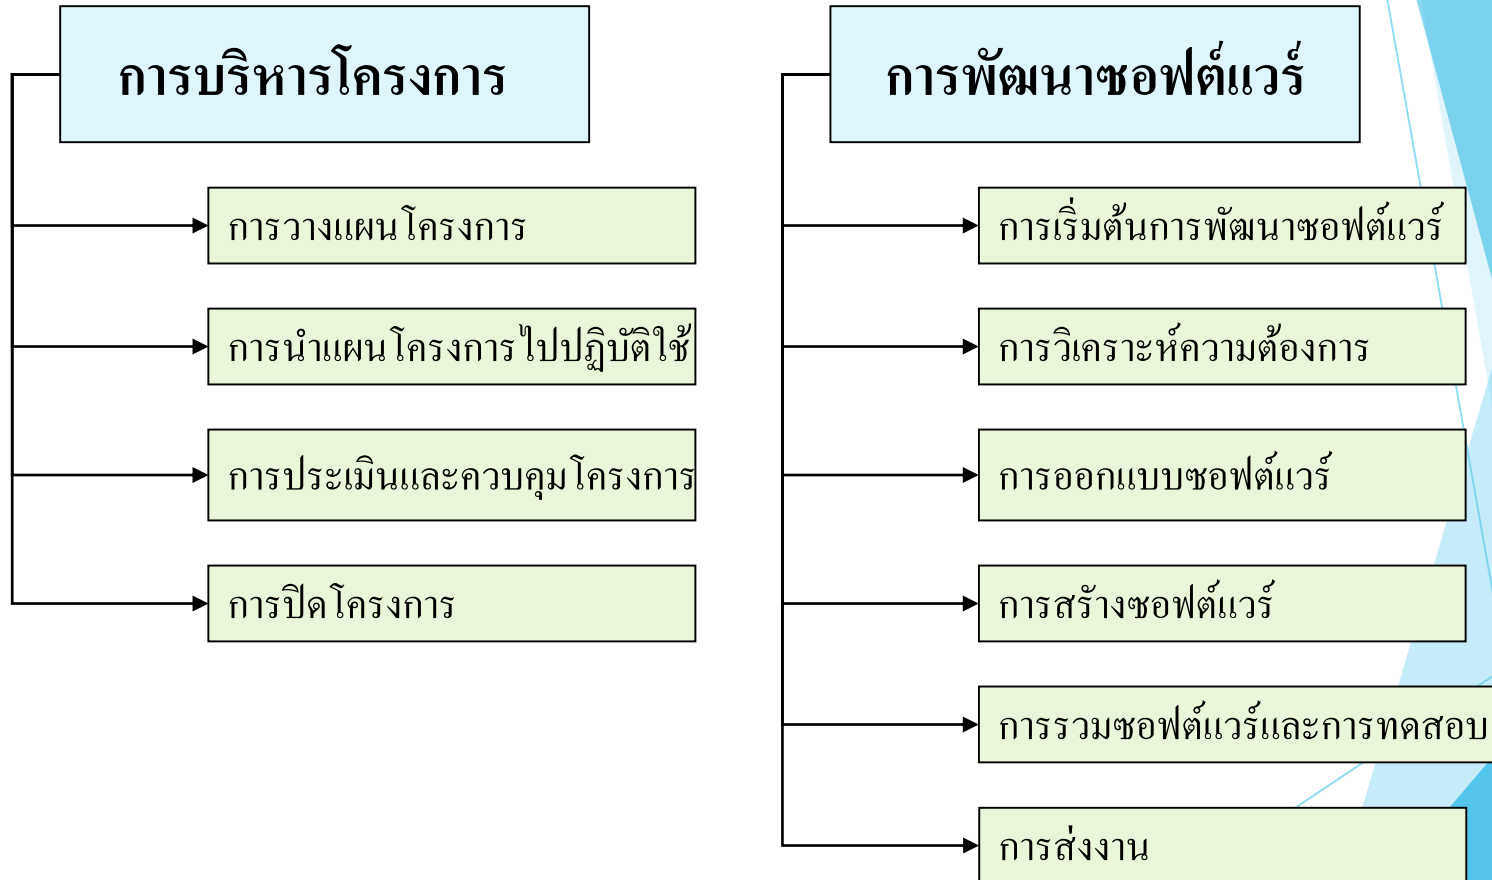 การบริหารโครงการ
การวางแผนโครงการ
การนำแผนโครงการไปปฏิบัติใช้
การประเมินและควบคุมโครงการ
การปิดโครงการ
การพัฒนาซอฟต์แวร์
การเริ่มต้นการพัฒนาซอฟต์แวร์
การวิเคราะห์ความต้องการ
การออกแบบซอฟต์แวร์
การสร้างซอฟต์แวร์
การรวมซอฟต์แวร์และการทดสอบ
การส่งงาน